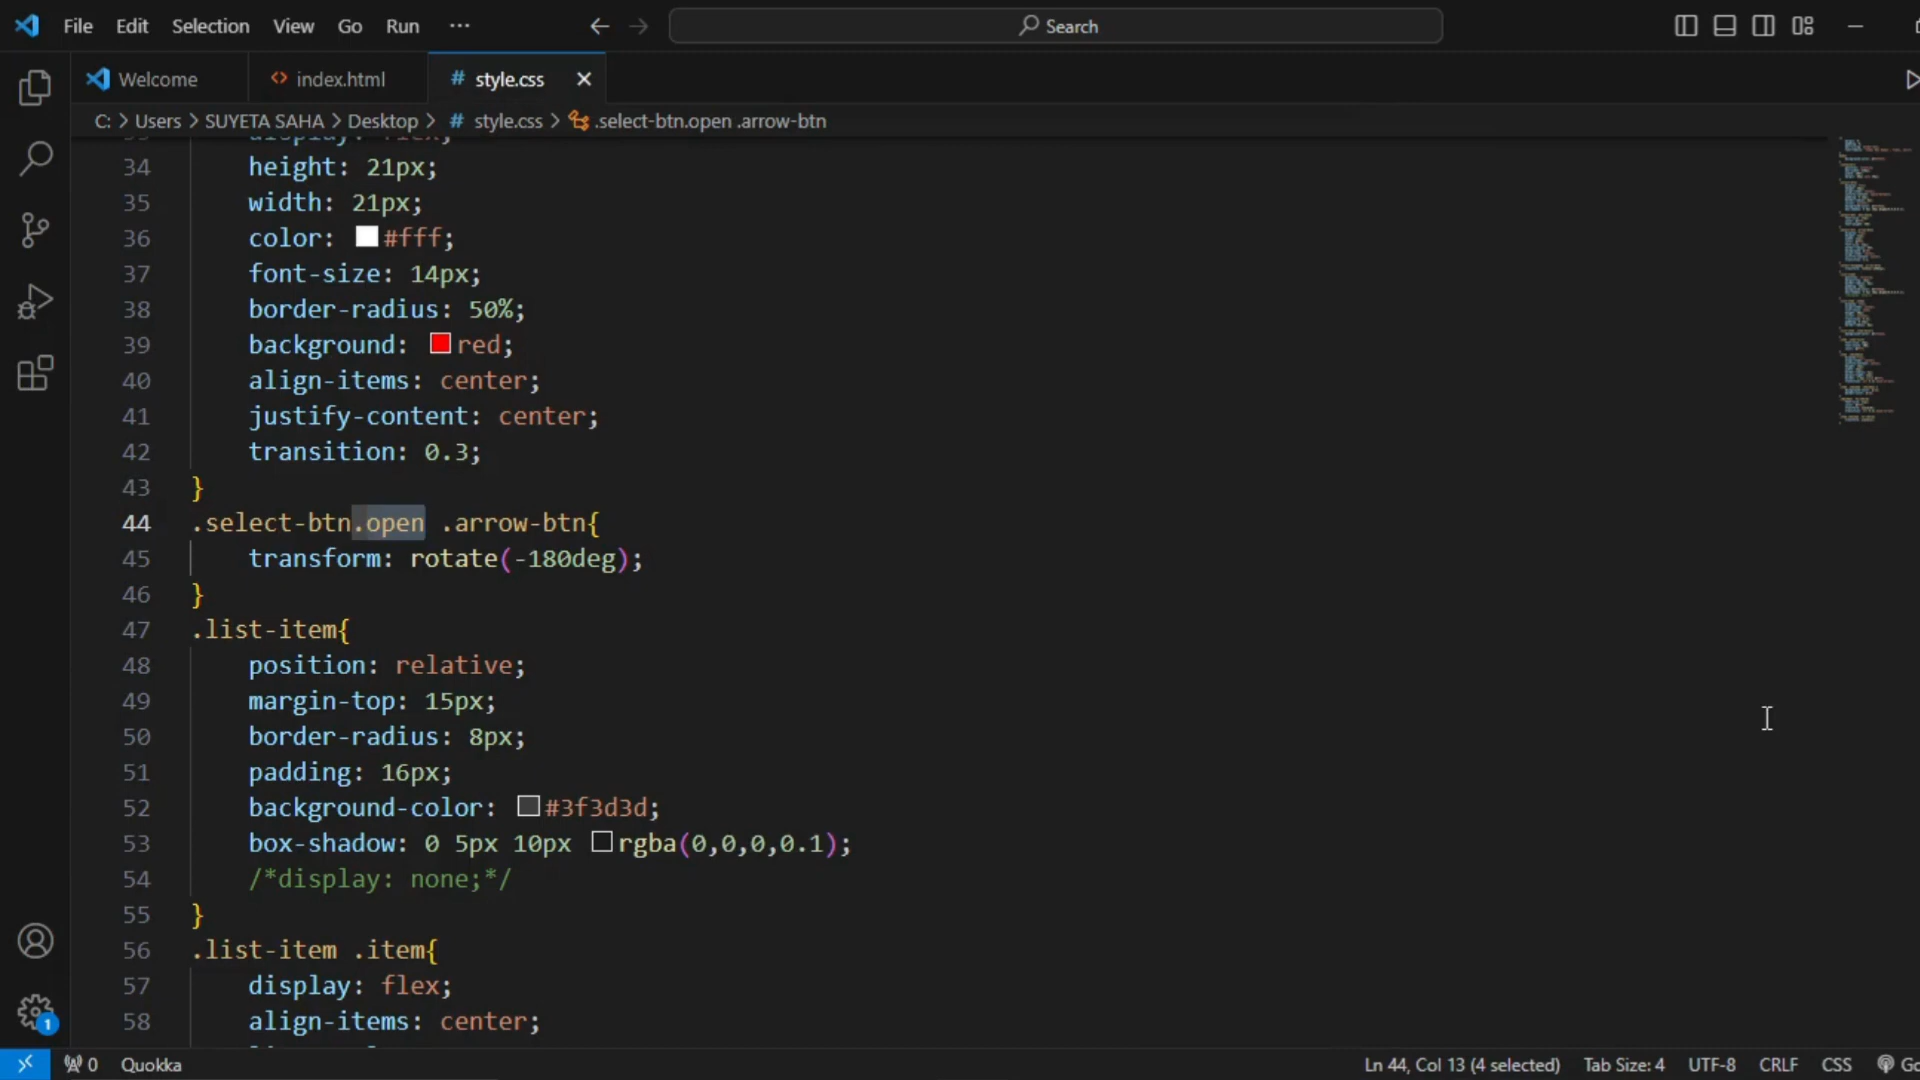 File Edit Selection View Go Run ··· Search
Welcome index.html style.css
C: > Users > SUYETA SAHA > Desktop > # style.css > .select-btn.open .arrow-btn
34 height: 21px;
35 width: 21px;
36 color: #fff;
37 font-size: 14px;
38 border-radius: 50%;
39 background: red;
40 align-items: center;
41 justify-content: center;
42 transition: 0.3;
43 }
44 .select-btn.open .arrow-btn{
45 transform: rotate(-180deg);
46 }
47 .list-item{
48 position: relative;
49 margin-top: 15px;
50 border-radius: 8px;
51 padding: 16px;
52 background-color: #3f3d3d;
53 box-shadow: 0 5px 10px rgba(0,0,0,0.1);
54 /*display: none;*/
55 }
56 .list-item .item{
57 display: flex;
58 align-items: center;
1
0 Quokka Ln 44, Col 13 (4 selected) Tab Size: 4 UTF-8 CRLF CSS Go